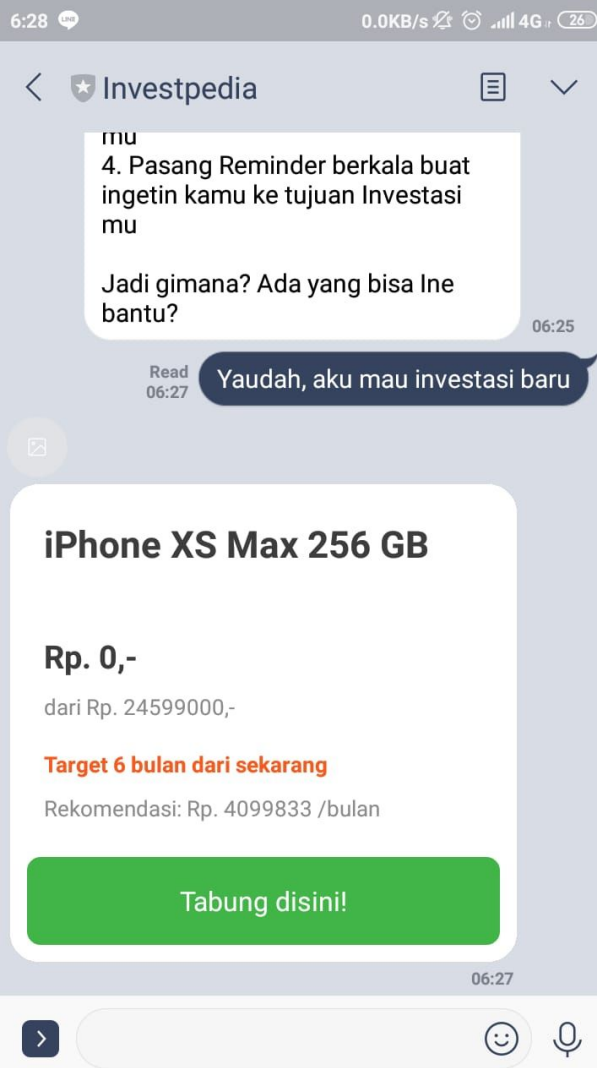 6:28 LINE 0.0KB/s 4G 26
Investpedia
mu
4. Pasang Reminder berkala buat
ingetin kamu ke tujuan Investasi
mu
Jadi gimana? Ada yang bisa Ine
bantu?
06:25
Read
06:27
Yaudah, aku mau investasi baru
iPhone XS Max 256 GB
Rp. 0,-
dari Rp. 24599000,-
Target 6 bulan dari sekarang
Rekomendasi: Rp. 4099833 /bulan
Tabung disini!
06:27